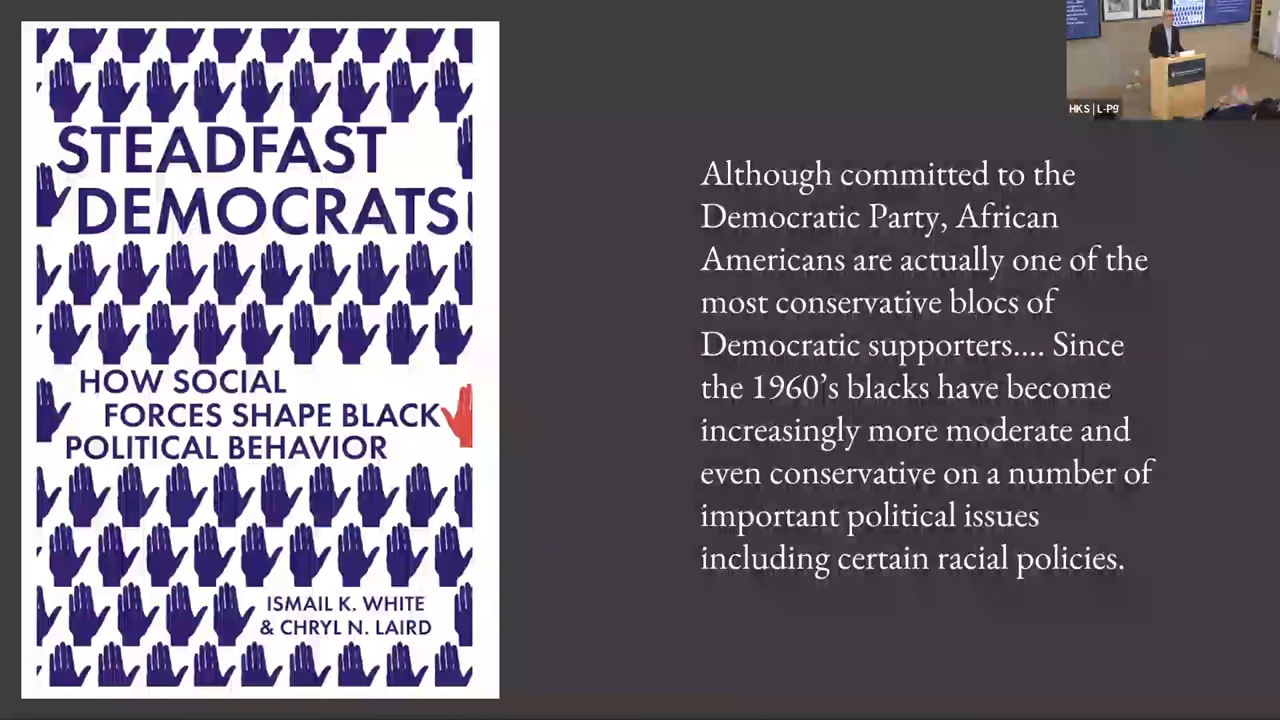 STEADFAST
DEMOCRATS
HOW SOCIAL
FORCES SHAPE BLACK
POLITICAL BEHAVIOR
ISMAIL K. WHITE
& CHRYL N. LAIRD
Although committed to the
Democratic Party, African
Americans are actually one of the
most conservative blocs of
Democratic supporters.... Since
the 1960’s blacks have become
increasingly more moderate and
even conservative on a number of
important political issues
including certain racial policies.
HKS | L-P9